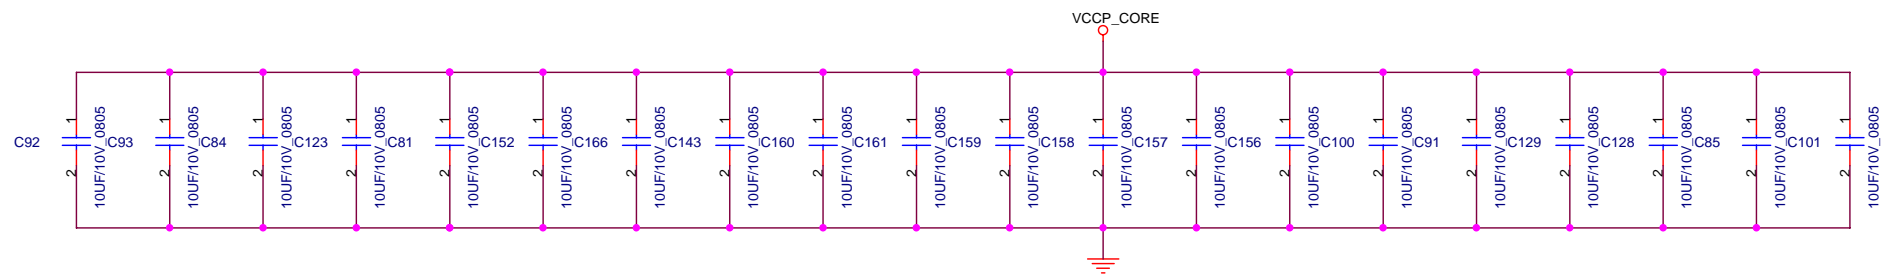 VCCP_CORE
C92
1
2
10UF/10V_0805
C93
1
2
10UF/10V_0805
C84
1
2
10UF/10V_0805
C123
1
2
10UF/10V_0805
C81
1
2
10UF/10V_0805
C152
1
2
10UF/10V_0805
C166
1
2
10UF/10V_0805
C143
1
2
10UF/10V_0805
C160
1
2
10UF/10V_0805
C161
1
2
10UF/10V_0805
C159
1
2
10UF/10V_0805
C158
1
2
10UF/10V_0805
C157
1
2
10UF/10V_0805
C156
1
2
10UF/10V_0805
C100
1
2
10UF/10V_0805
C91
1
2
10UF/10V_0805
C129
1
2
10UF/10V_0805
C128
1
2
10UF/10V_0805
C85
1
2
10UF/10V_0805
C101
1
2
10UF/10V_0805